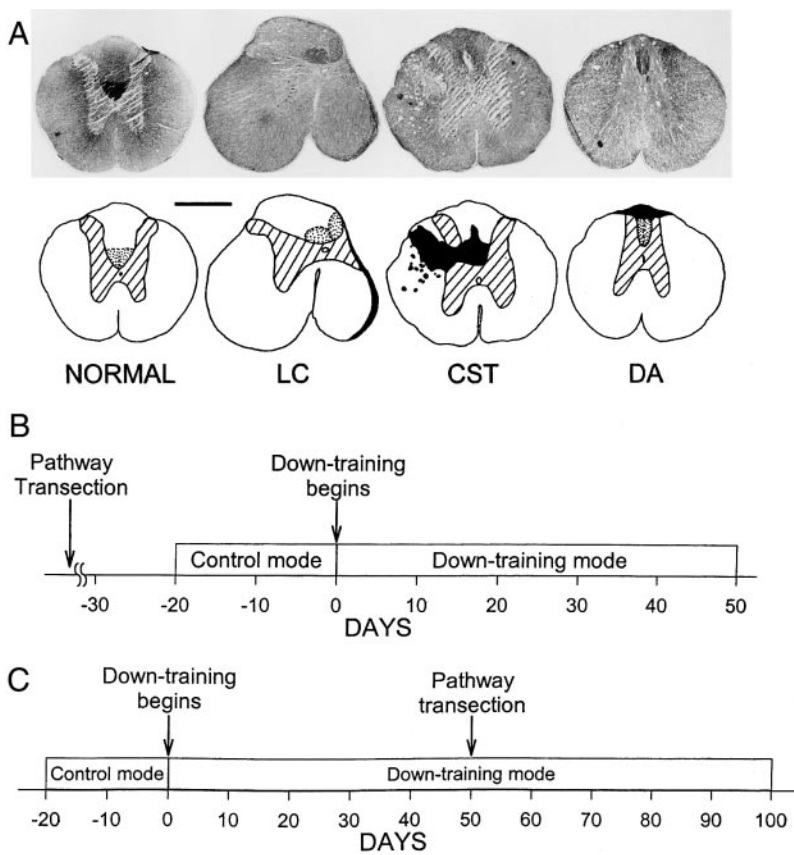 A
NORMAL LC CST DA
B
Pathway
Transection
Down-training
begins
Control mode Down-training mode
-30 -20 -10 0 10 20 30 40 50
DAYS
C
Down-training
begins
Pathway
transection
Control mode Down-training mode
-20 -10 0 10 20 30 40 50 60 70 80 90 100
DAYS